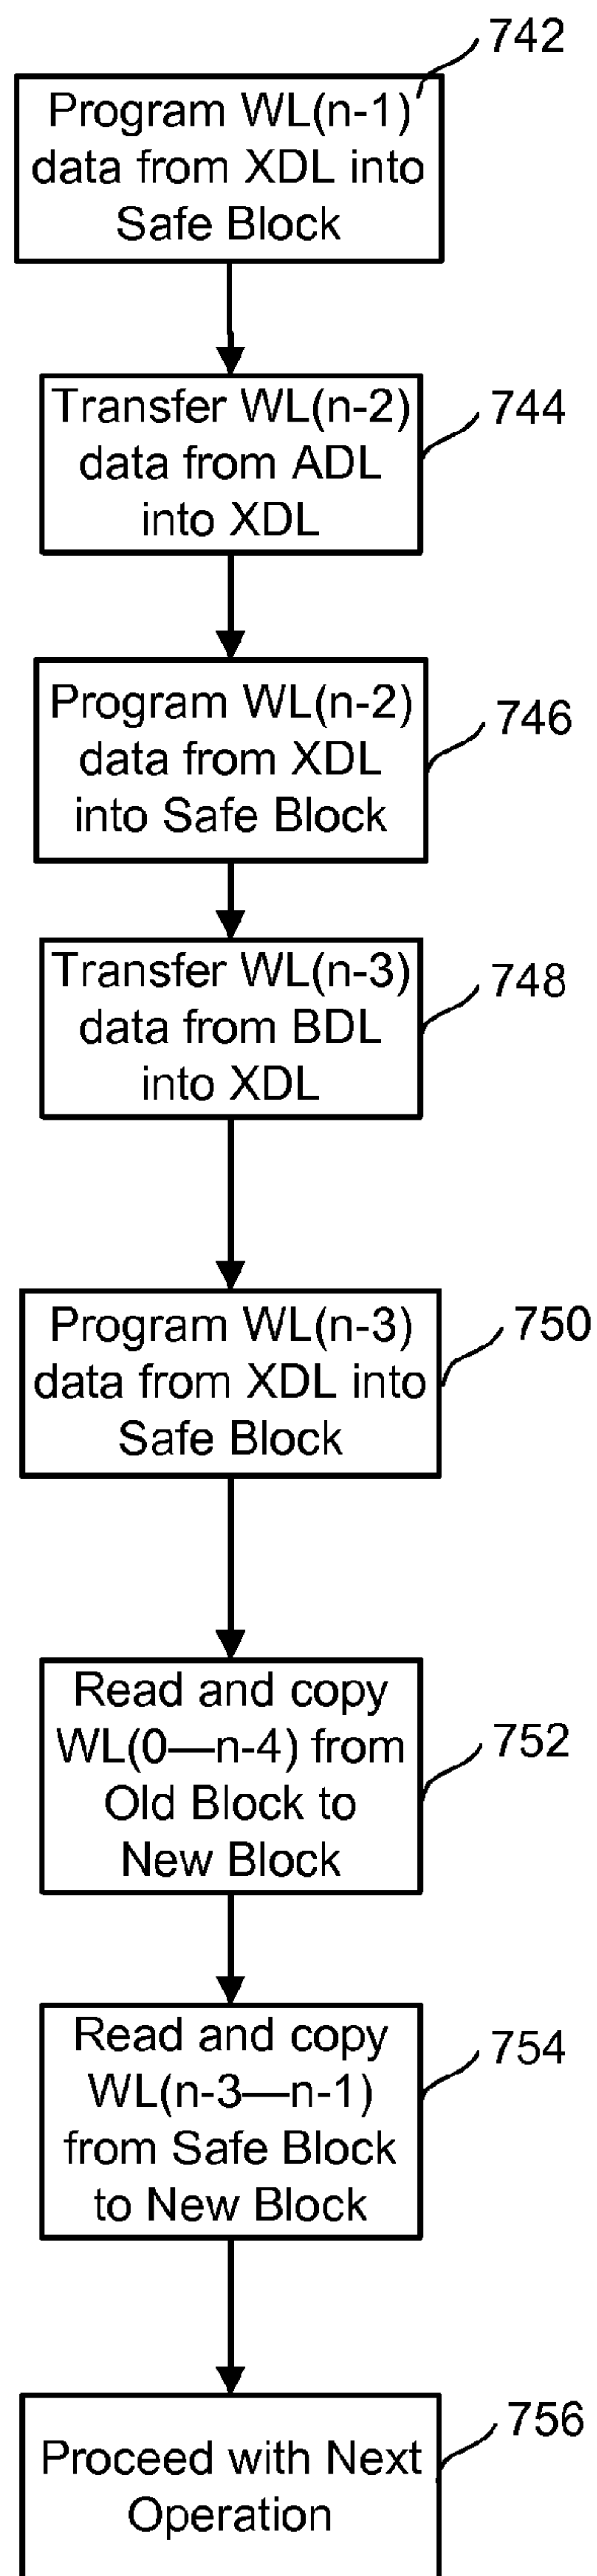 742
Program WL(n-1)
data from XDL into
Safe Block
Transfer WL(n-2)
data from ADL
into XDL
744
Program WL(n-2)
data from XDL
into Safe Block
746
Transfer WL(n-3)
data from BDL
into XDL
748
Program WL(n-3)
data from XDL into
Safe Block
750
Read and copy
WL(0—n-4) from
Old Block to
New Block
752
Read and copy
WL(n-3—n-1)
from Safe Block
to New Block
754
Proceed with Next
Operation
756